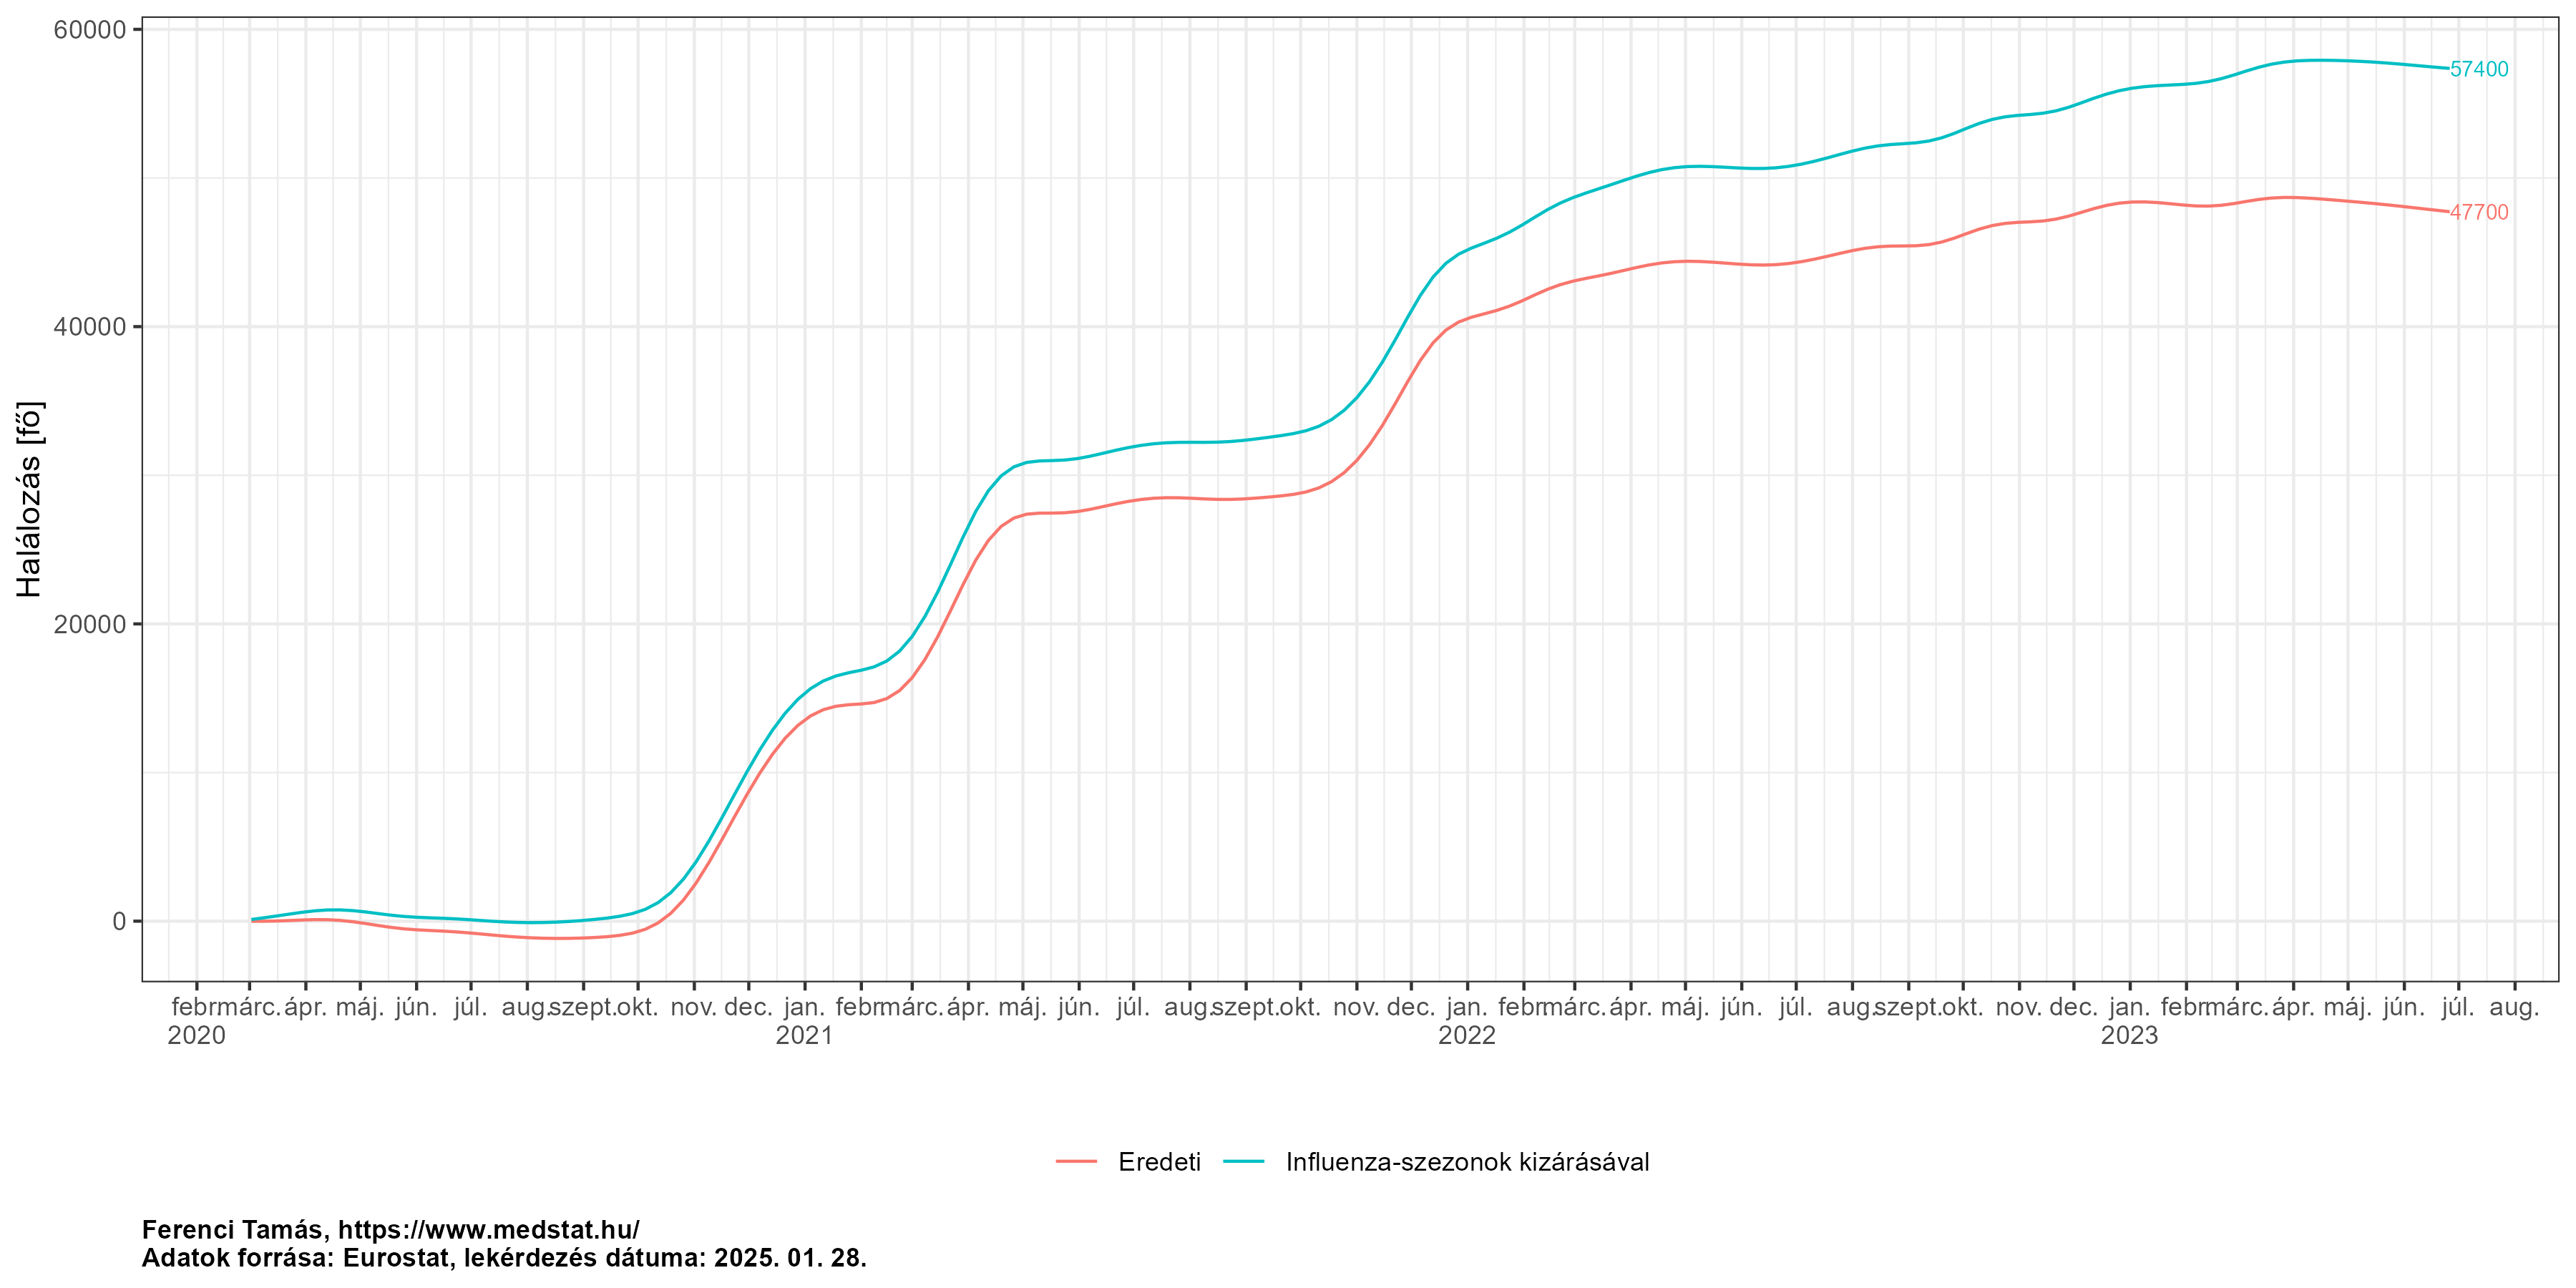 60000
40000
20000
0
Halálozás [fő]
57400
47700
febr. márc. ápr. máj. jún. júl. aug. szept. okt. nov. dec. jan. febr. márc. ápr. máj. jún. júl. aug. szept. okt. nov. dec. jan. febr. márc. ápr. máj. jún. júl. aug. szept. okt. nov. dec. jan. febr. márc. ápr. máj. jún. júl. aug.
2020 2021 2022 2023
Eredeti Influenza-szezonok kizárásával
Ferenci Tamás, https://www.medstat.hu/
Adatok forrása: Eurostat, lekérdezés dátuma: 2025. 01. 28.